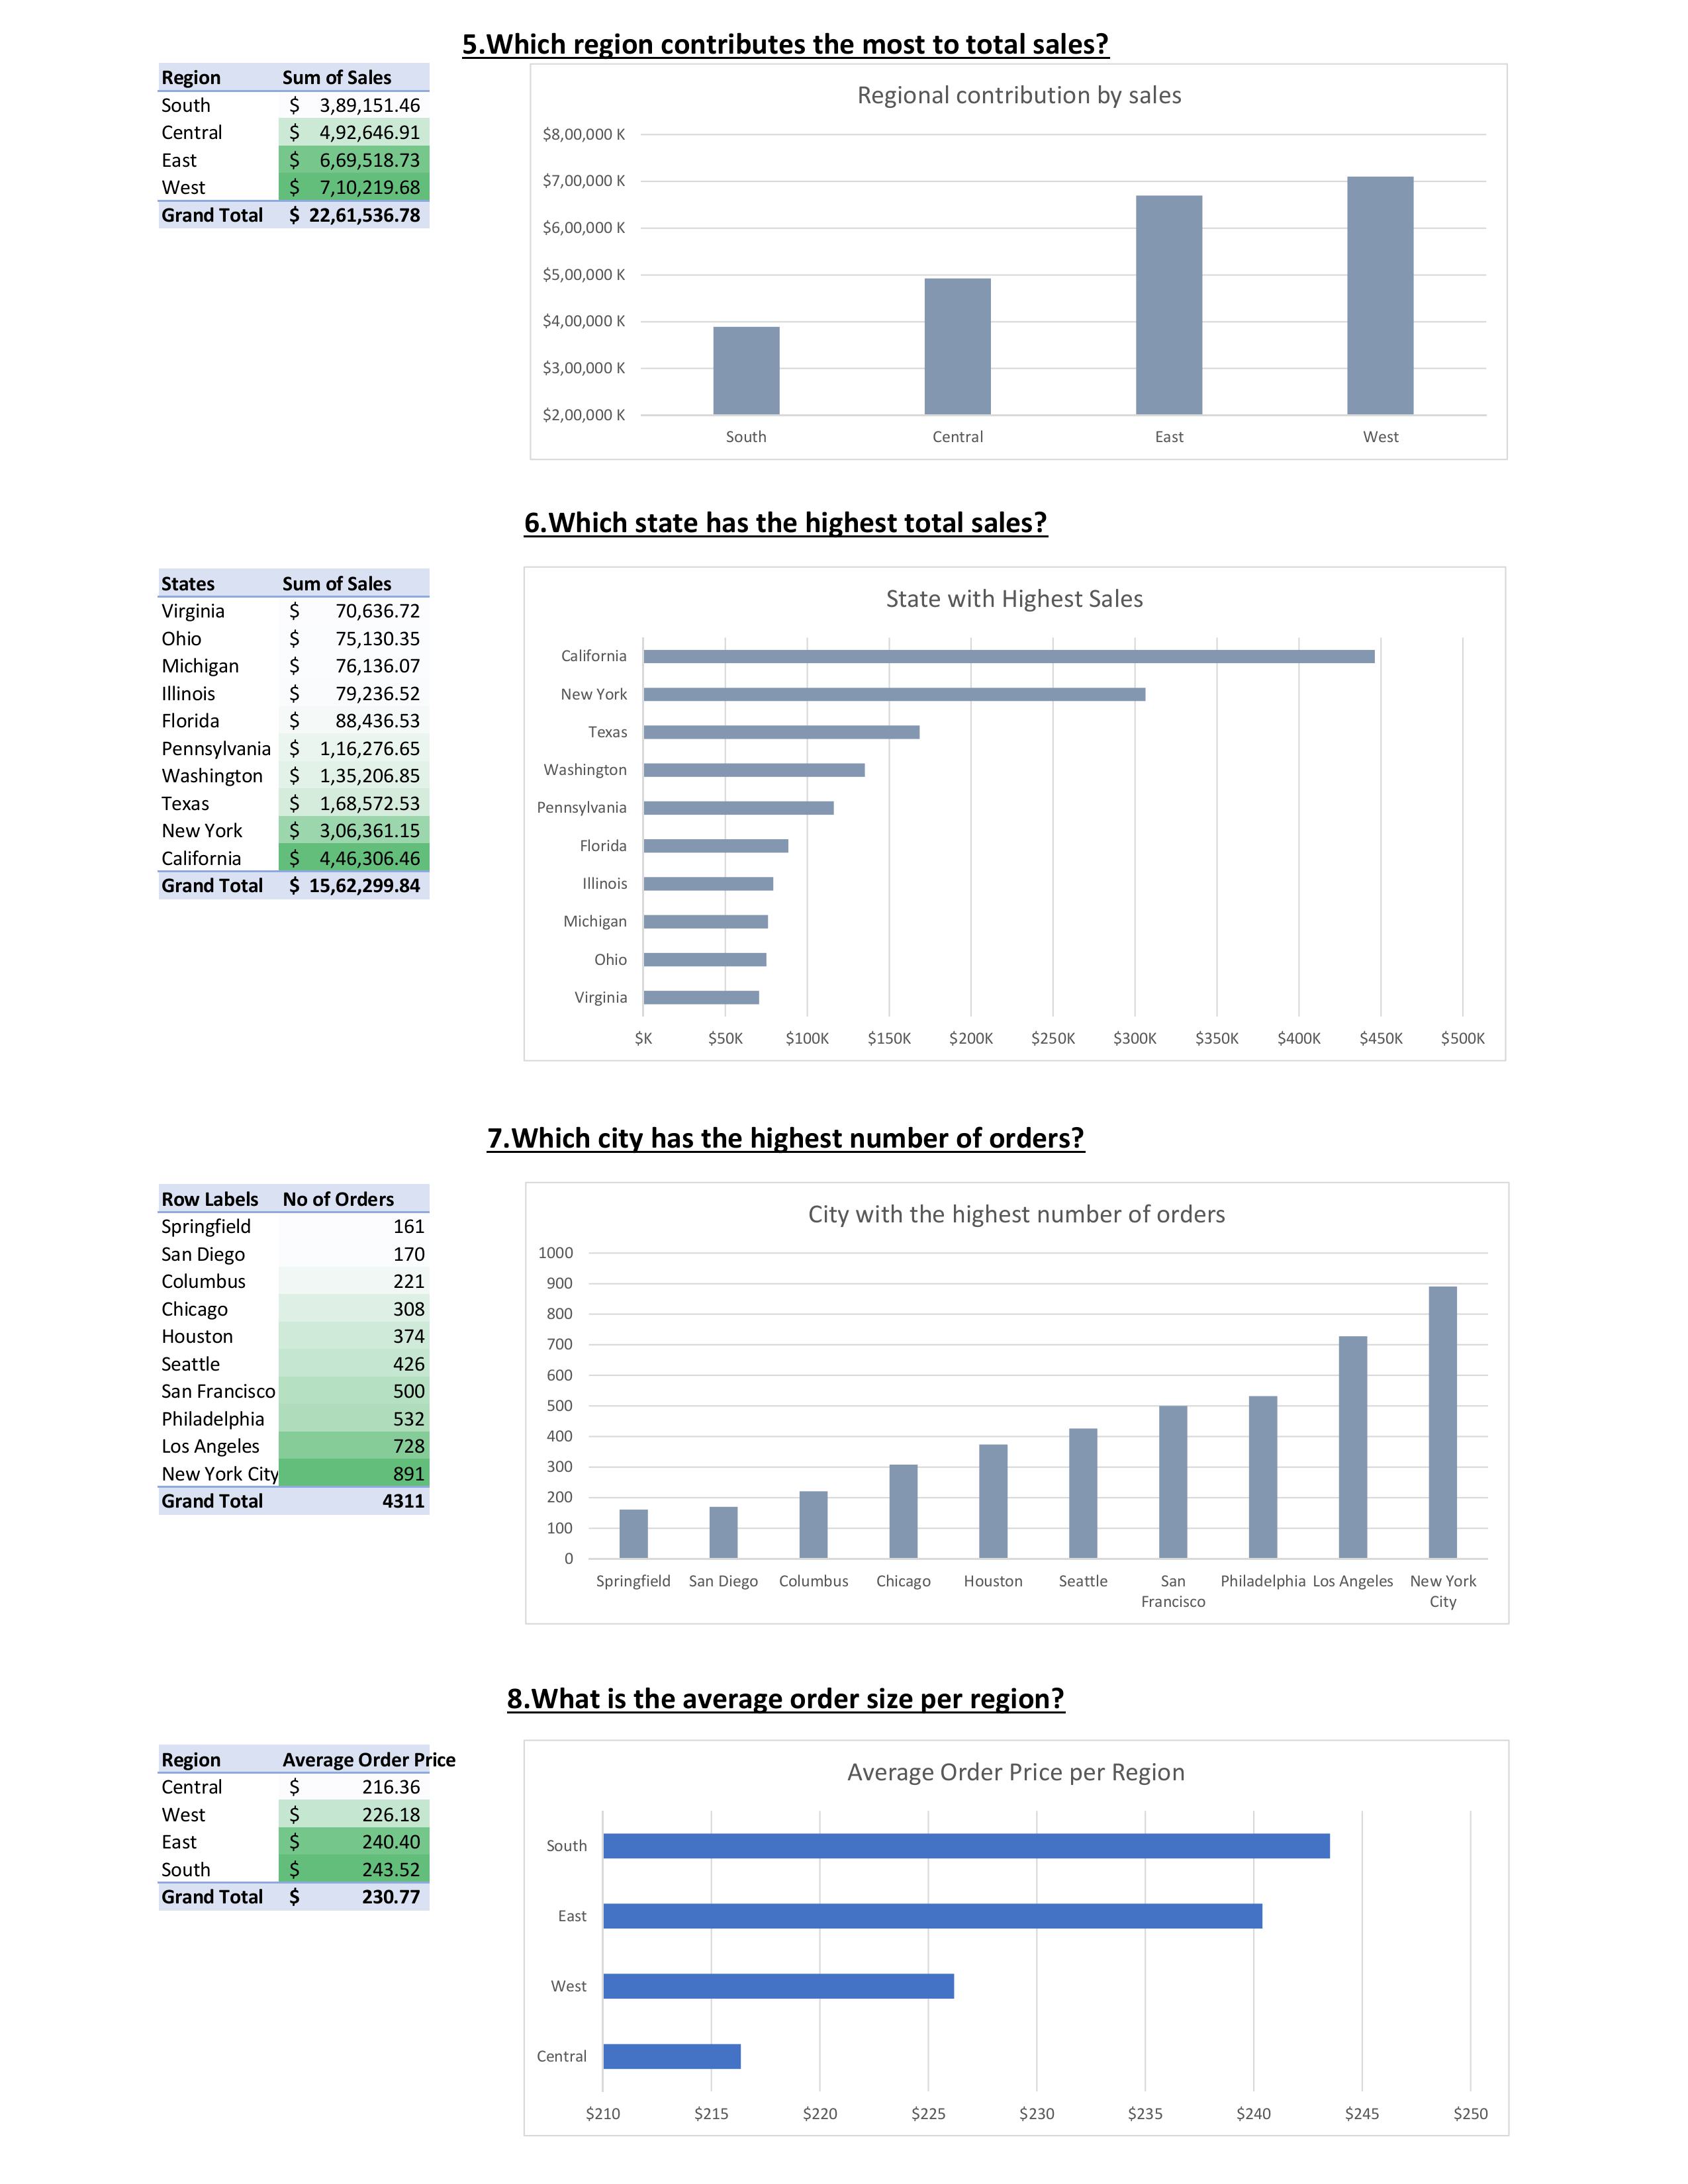 5.Which region contributes the most to total sales?
Region Sum of Sales
South $ 3,89,151.46
Central $ 4,92,646.91
East $ 6,69,518.73
West $ 7,10,219.68
Grand Total $ 22,61,536.78
Regional contribution by sales
$8,00,000 K
$7,00,000 K
$6,00,000 K
$5,00,000 K
$4,00,000 K
$3,00,000 K
$2,00,000 K
South Central East West
6.Which state has the highest total sales?
States Sum of Sales
Virginia $ 70,636.72
Ohio $ 75,130.35
Michigan $ 76,136.07
Illinois $ 79,236.52
Florida $ 88,436.53
Pennsylvania $ 1,16,276.65
Washington $ 1,35,206.85
Texas $ 1,68,572.53
New York $ 3,06,361.15
California $ 4,46,306.46
Grand Total $ 15,62,299.84
State with Highest Sales
California
New York
Texas
Washington
Pennsylvania
Florida
Illinois
Michigan
Ohio
Virginia
$K $50K $100K $150K $200K $250K $300K $350K $400K $450K $500K
7.Which city has the highest number of orders?
Row Labels No of Orders
Springfield 161
San Diego 170
Columbus 221
Chicago 308
Houston 374
Seattle 426
San Francisco 500
Philadelphia 532
Los Angeles 728
New York City 891
Grand Total 4311
City with the highest number of orders
1000
900
800
700
600
500
400
300
200
100
0
Springfield San Diego Columbus Chicago Houston Seattle San Francisco Philadelphia Los Angeles New York City
8.What is the average order size per region?
Region Average Order Price
Central $ 216.36
West $ 226.18
East $ 240.40
South $ 243.52
Grand Total $ 230.77
Average Order Price per Region
South
East
West
Central
$210 $215 $220 $225 $230 $235 $240 $245 $250